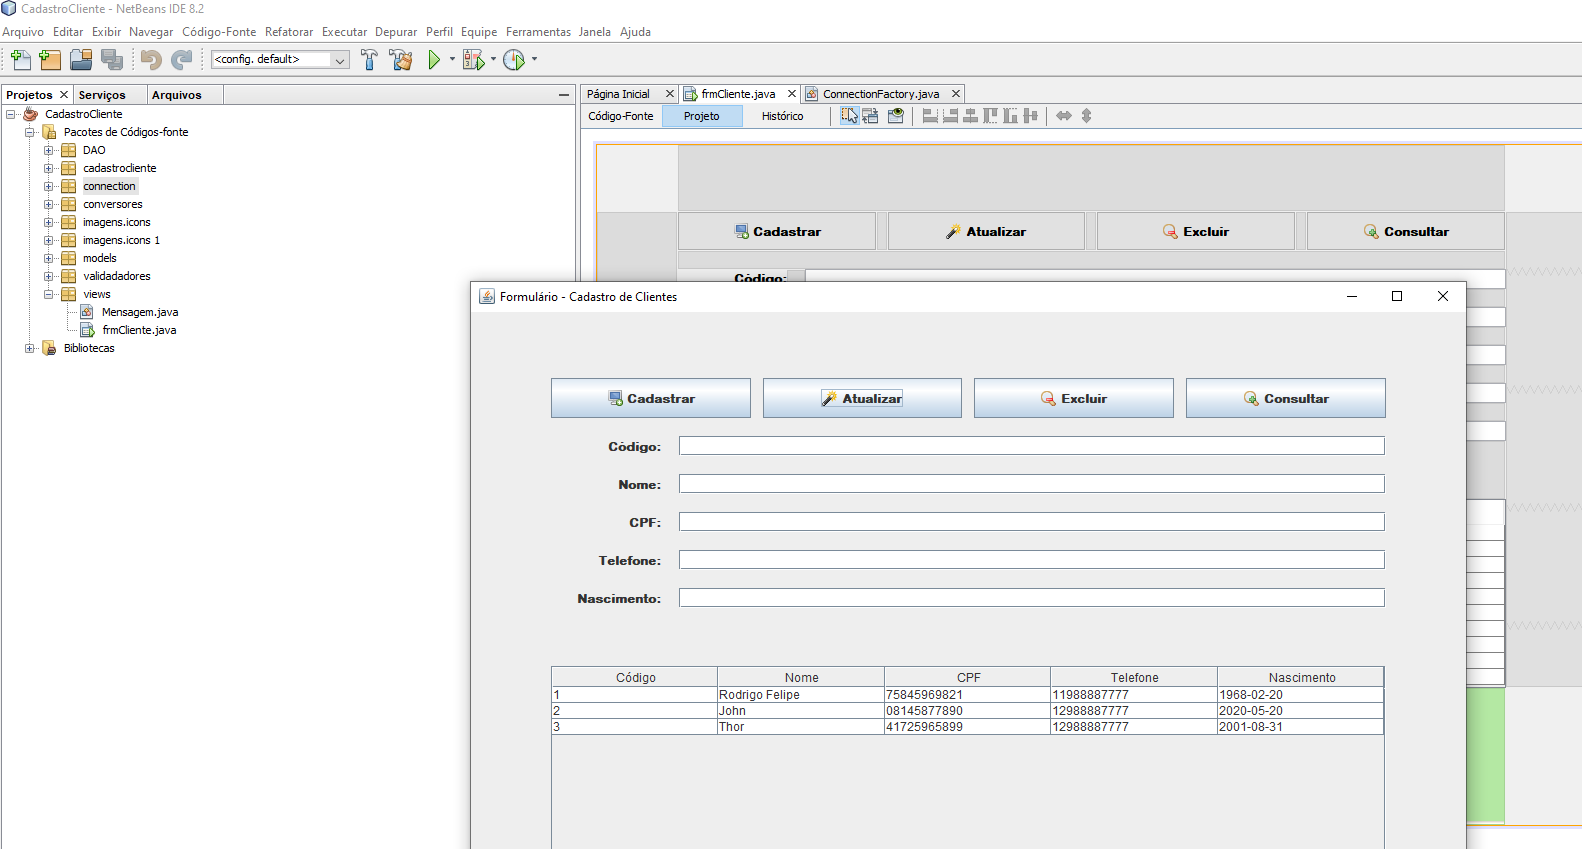 CadastroCliente - NetBeans IDE 8.2
Arquivo Editar Exibir Navegar Código-Fonte Refatorar Executar Depurar Perfil Equipe Ferramentas Janela Ajuda
<config. default>
Projetos Serviços Arquivos
Página Inicial frmCliente.java ConnectionFactory.java
Código-Fonte Projeto Histórico
CadastroCliente
Pacotes de Códigos-fonte
DAO
cadastrocliente
connection
conversores
imagens.icons
imagens.icons 1
models
validadadores
views
Mensagem.java
frmCliente.java
Bibliotecas
Cadastrar Atualizar Excluir Consultar
Código:
Formulário - Cadastro de Clientes
Cadastrar Atualizar Excluir Consultar
Código:
Nome:
CPF:
Telefone:
Nascimento:
Código Nome CPF Telefone Nascimento
1 Rodrigo Felipe 75845969821 11988887777 1968-02-20
2 John 08145877890 12988887777 2020-05-20
3 Thor 41725965899 12988887777 2001-08-31